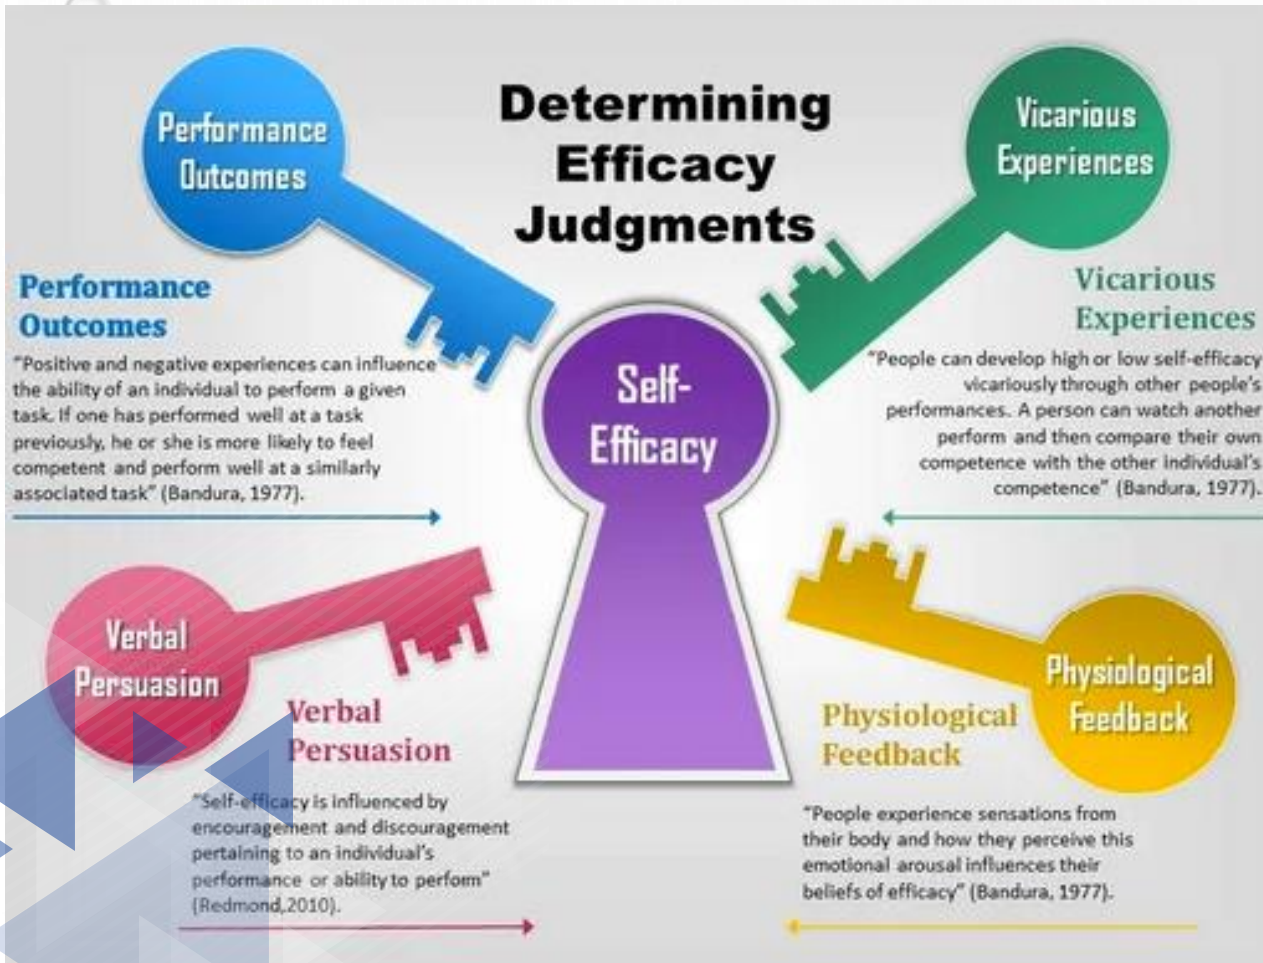 Determining
Efficacy
Judgments
Performance
Outcomes
Vicarious
Experiences
Performance
Outcomes
"Positive and negative experiences can influence
the ability of an individual to perform a given
task. If one has performed well at a task
previously, he or she is more likely to feel
competent and perform well at a similarly
associated task" (Bandura, 1977).
Self-
Efficacy
Vicarious
Experiences
"People can develop high or low self-efficacy
vicariously through other people's
performances. A person can watch another
perform and then compare their own
competence with the other individual's
competence" (Bandura, 1977).
Verbal
Persuasion
Verbal
Persuasion
"Self-efficacy is influenced by
encouragement and discouragement
pertaining to an individual's
performance or ability to perform"
(Redmond,2010).
Physiological
Feedback
Physiological
Feedback
"People experience sensations from
their body and how they perceive this
emotional arousal influences their
beliefs of efficacy" (Bandura, 1977).